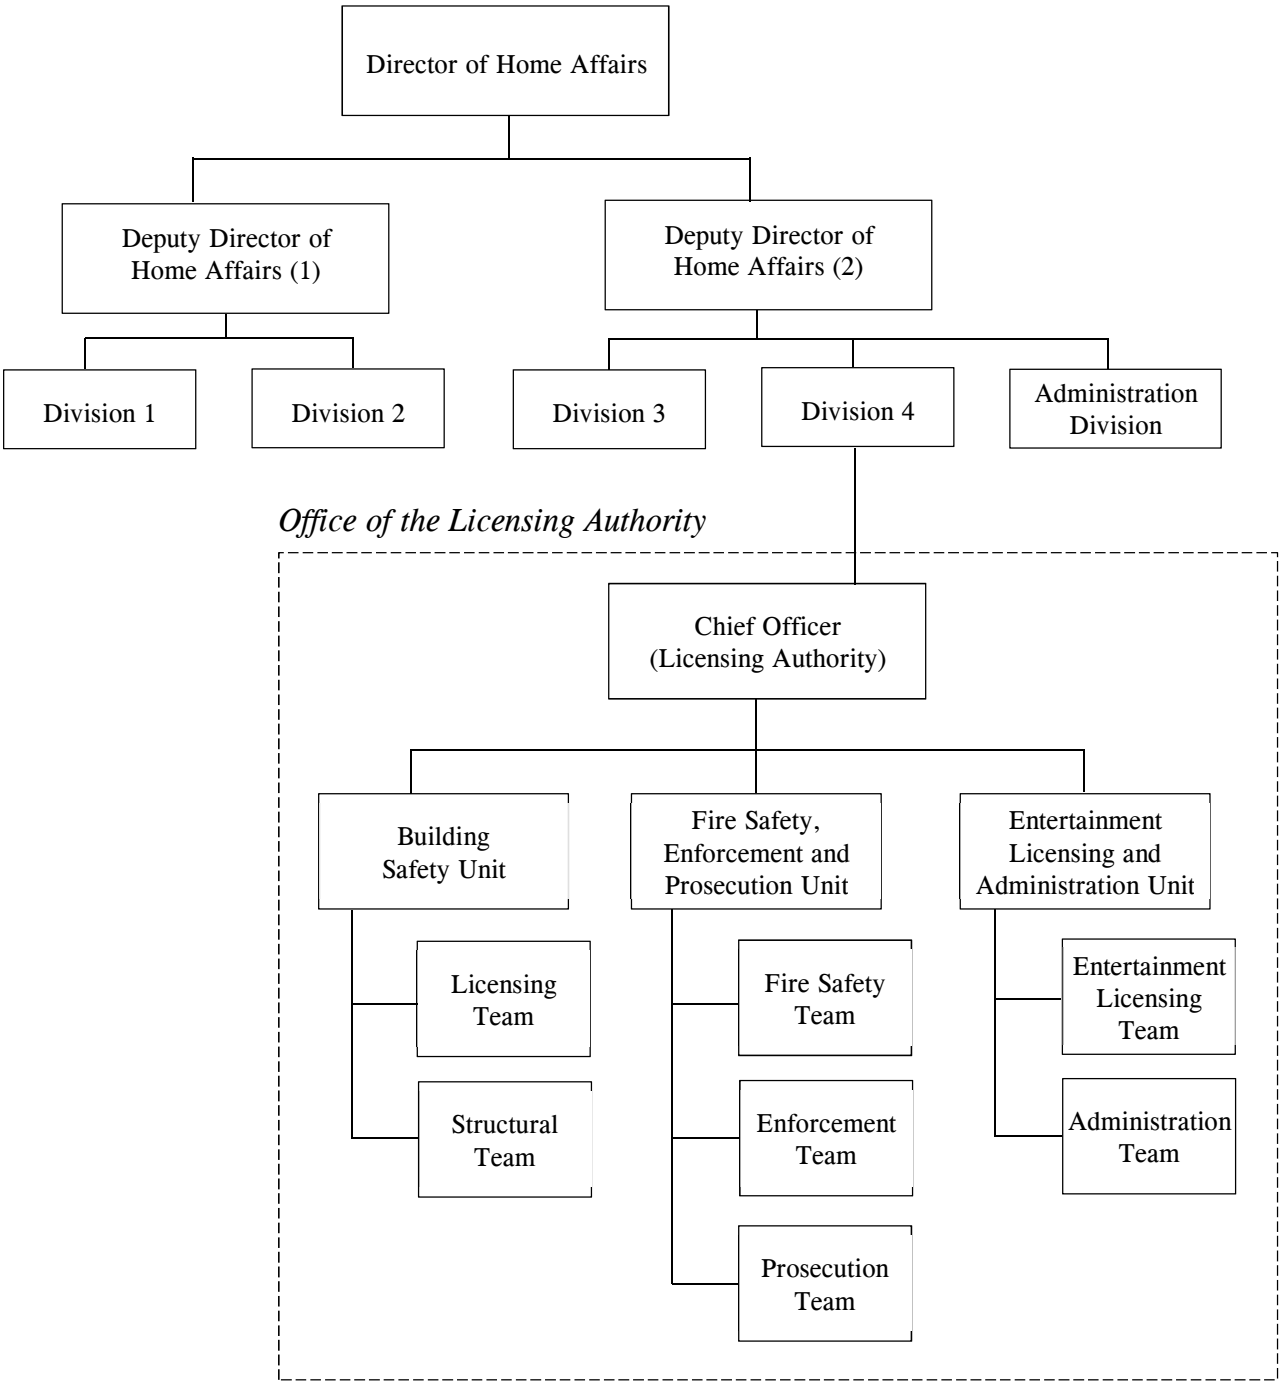 Director of Home Affairs
Deputy Director of
Home Affairs (1)
Deputy Director of
Home Affairs (2)
Division 1
Division 2
Division 3
Division 4
Administration
Division
Office of the Licensing Authority
Chief Officer
(Licensing Authority)
Building
Safety Unit
Fire Safety,
Enforcement and
Prosecution Unit
Entertainment
Licensing and
Administration Unit
Licensing
Team
Structural
Team
Fire Safety
Team
Enforcement
Team
Prosecution
Team
Entertainment
Licensing
Team
Administration
Team